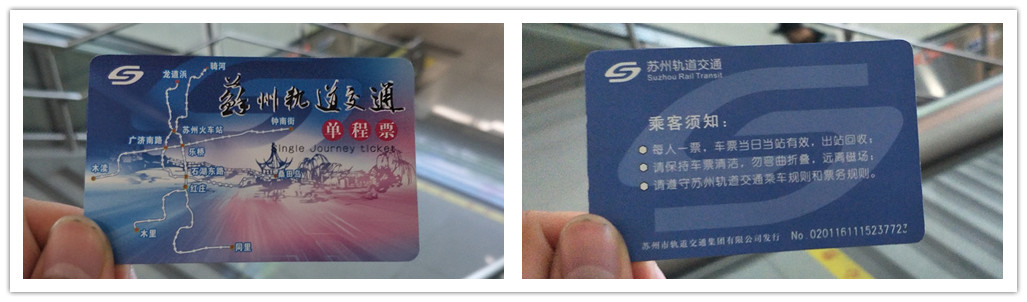 骑河
龙道浜
苏州轨道交通
钟南街
苏州火车站
单程票
广济南路
Single Journey ticket
乐桥
木渎
石湖东路
桑田岛
红庄
木里
同里
苏州轨道交通
Suzhou Rail Transit
乘客须知：
每人一票，车票当日当站有效，出站回收；
请保持车票清洁，勿弯曲折叠，远离磁场；
请遵守苏州轨道交通乘车规则和票务规则。
苏州市轨道交通集团有限公司发行 No.0201161115237723